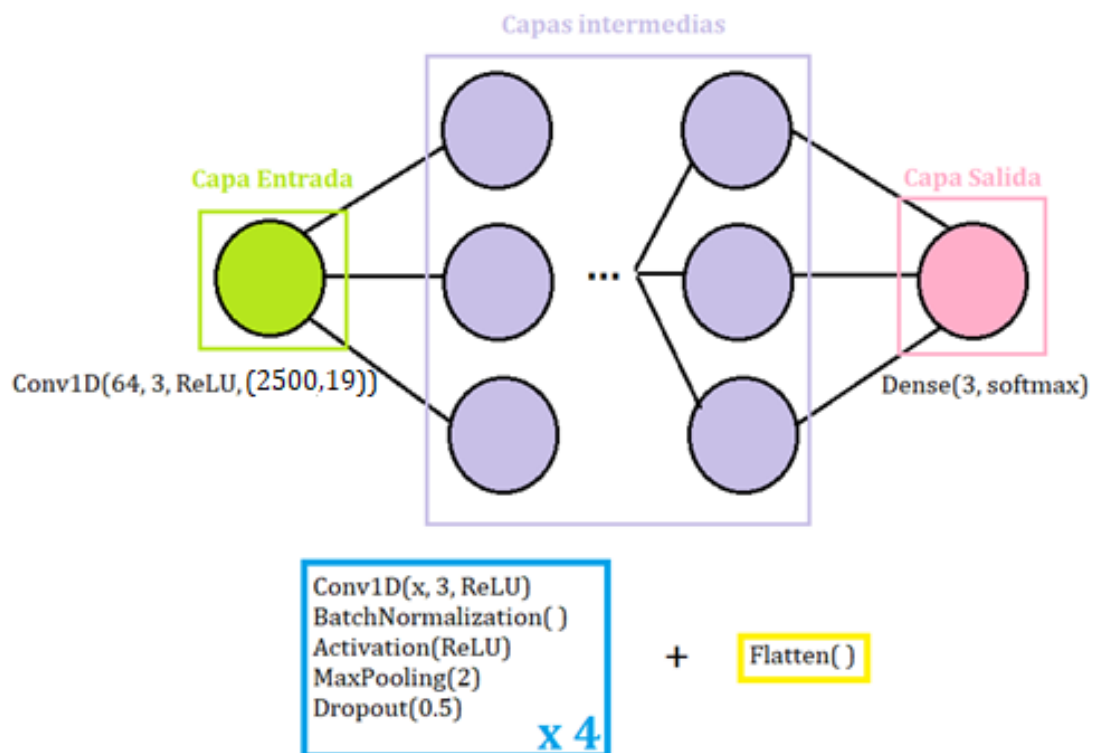 Capas intermedias
Capa Entrada
Capa Salida
...
Conv1D(64, 3, ReLU, (2500,19))
Dense(3, softmax)
Conv1D(x, 3, ReLU)
BatchNormalization( )
Activation(ReLU)
MaxPooling(2)
Dropout(0.5)
x 4
+
Flatten( )